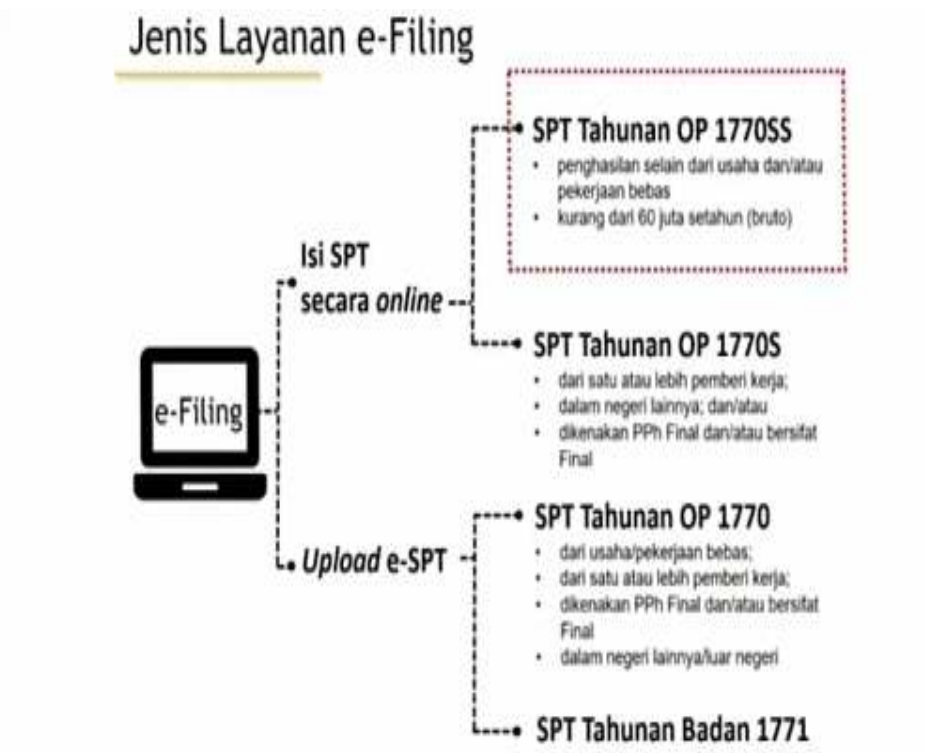 Jenis Layanan e-Filing
SPT Tahunan OP 1770SS
• penghasilan selain dari usaha dan/atau
pekerjaan bebas
• kurang dari 60 juta setahun (bruto)
Isi SPT
secara online
SPT Tahunan OP 1770S
• dari satu atau lebih pemberi kerja;
• dalam negeri lainnya; dan/atau
• dikenakan PPh Final dan/atau bersifat
Final
e-Filing
Upload e-SPT
SPT Tahunan OP 1770
• dari usaha/pekerjaan bebas;
• dari satu atau lebih pemberi kerja;
• dikenakan PPh Final dan/atau bersifat
Final
• dalam negeri lainnya/luar negeri
SPT Tahunan Badan 1771